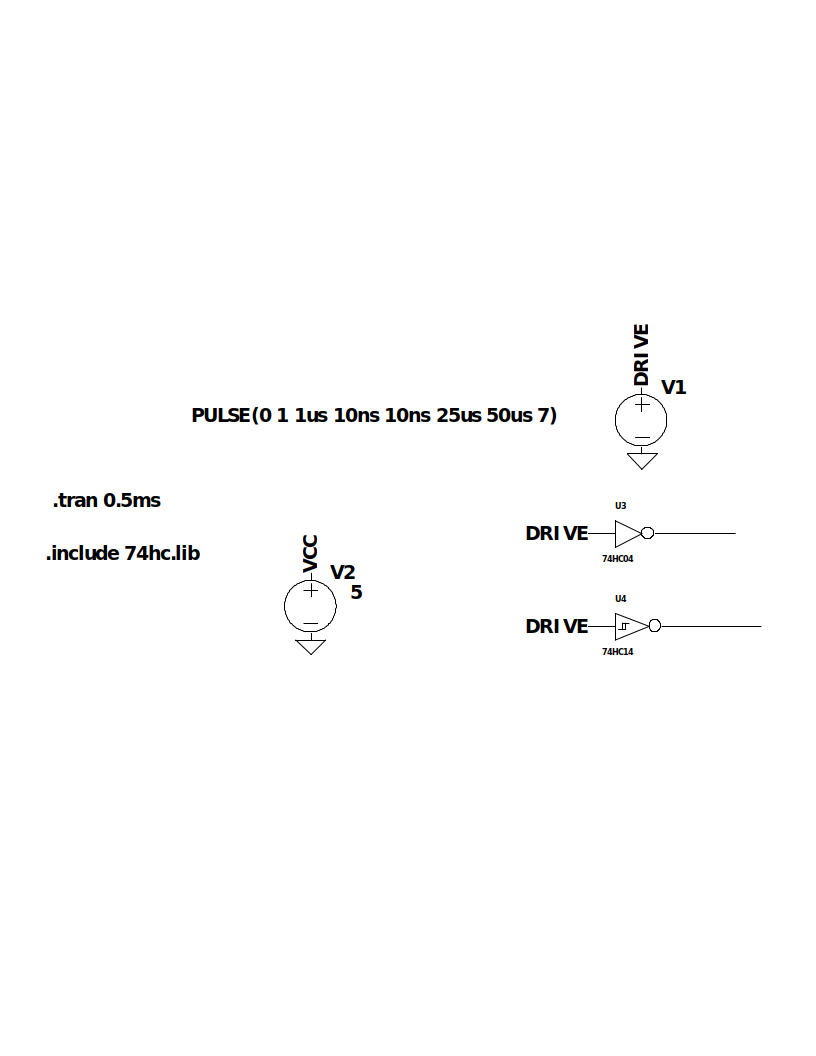 DRIVE
V1
PULSE(0 1 1us 10ns 10ns 25us 50us 7)
.tran 0.5ms
U3
DRIVE
.include 74hc.lib
VCC
74HC04
V2
5
U4
DRIVE
74HC14